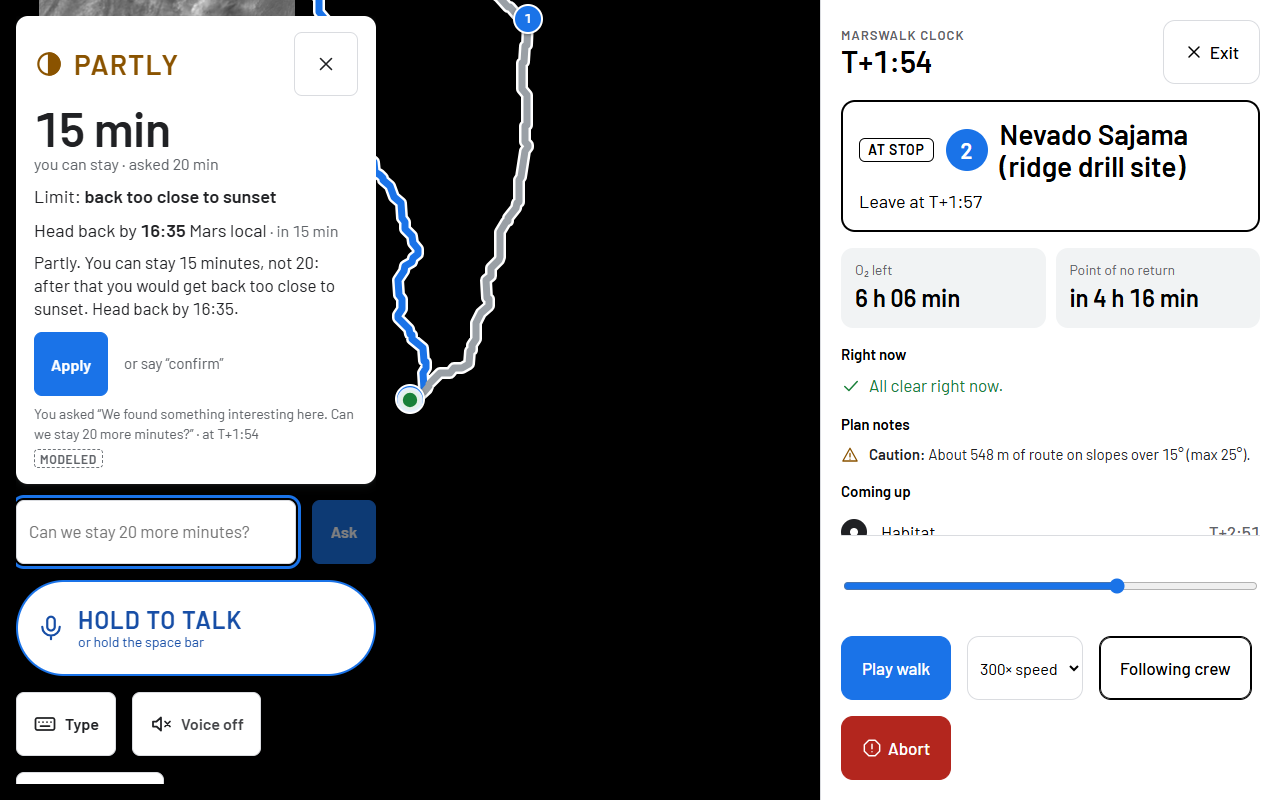 PARTLY
15 min
you can stay · asked 20 min
Limit: back too close to sunset
Head back by 16:35 Mars local · in 15 min
Partly. You can stay 15 minutes, not 20:
after that you would get back too close to
sunset. Head back by 16:35.
Apply
or say “confirm”
You asked “We found something interesting here. Can
we stay 20 more minutes?” · at T+1:54
MODELED
Can we stay 20 more minutes?
Ask
HOLD TO TALK
or hold the space bar
Type
Voice off
1
MARSWALK CLOCK
T+1:54
Exit
AT STOP
2
Nevado Sajama
(ridge drill site)
Leave at T+1:57
O₂ left
6 h 06 min
Point of no return
in 4 h 16 min
Right now
All clear right now.
Plan notes
Caution: About 548 m of route on slopes over 15° (max 25°).
Coming up
Habitat
T+2:51
Play walk
300× speed
Following crew
Abort